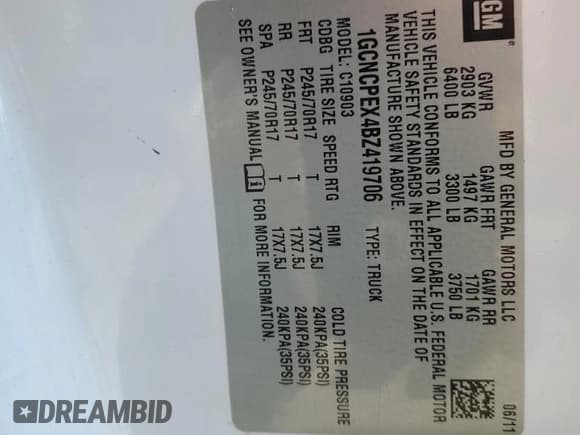 GM®
MFD BY GENERAL MOTORS LLC 06/11
GVWR GAWR FRT GAWR RR
2903 KG 1497 KG 1701 KG
6400 LB 3300 LB 3750 LB
THIS VEHICLE CONFORMS TO ALL APPLICABLE U.S. FEDERAL MOTOR
VEHICLE SAFETY STANDARDS IN EFFECT ON THE DATE OF
MANUFACTURE SHOWN ABOVE.
1GCNCPEX4BZ419706 TYPE: TRUCK
MODEL: C10903
CDBG TIRE SIZE SPEED RTG RIM COLD TIRE PRESSURE
FRT P245/70R17 T 17X7.5J 240KPA(35PSI)
RR P245/70R17 T 17X7.5J 240KPA(35PSI)
SPA P245/70R17 T 17X7.5J 240KPA(35PSI)
SEE OWNER'S MANUAL FOR MORE INFORMATION.
DREAMBID